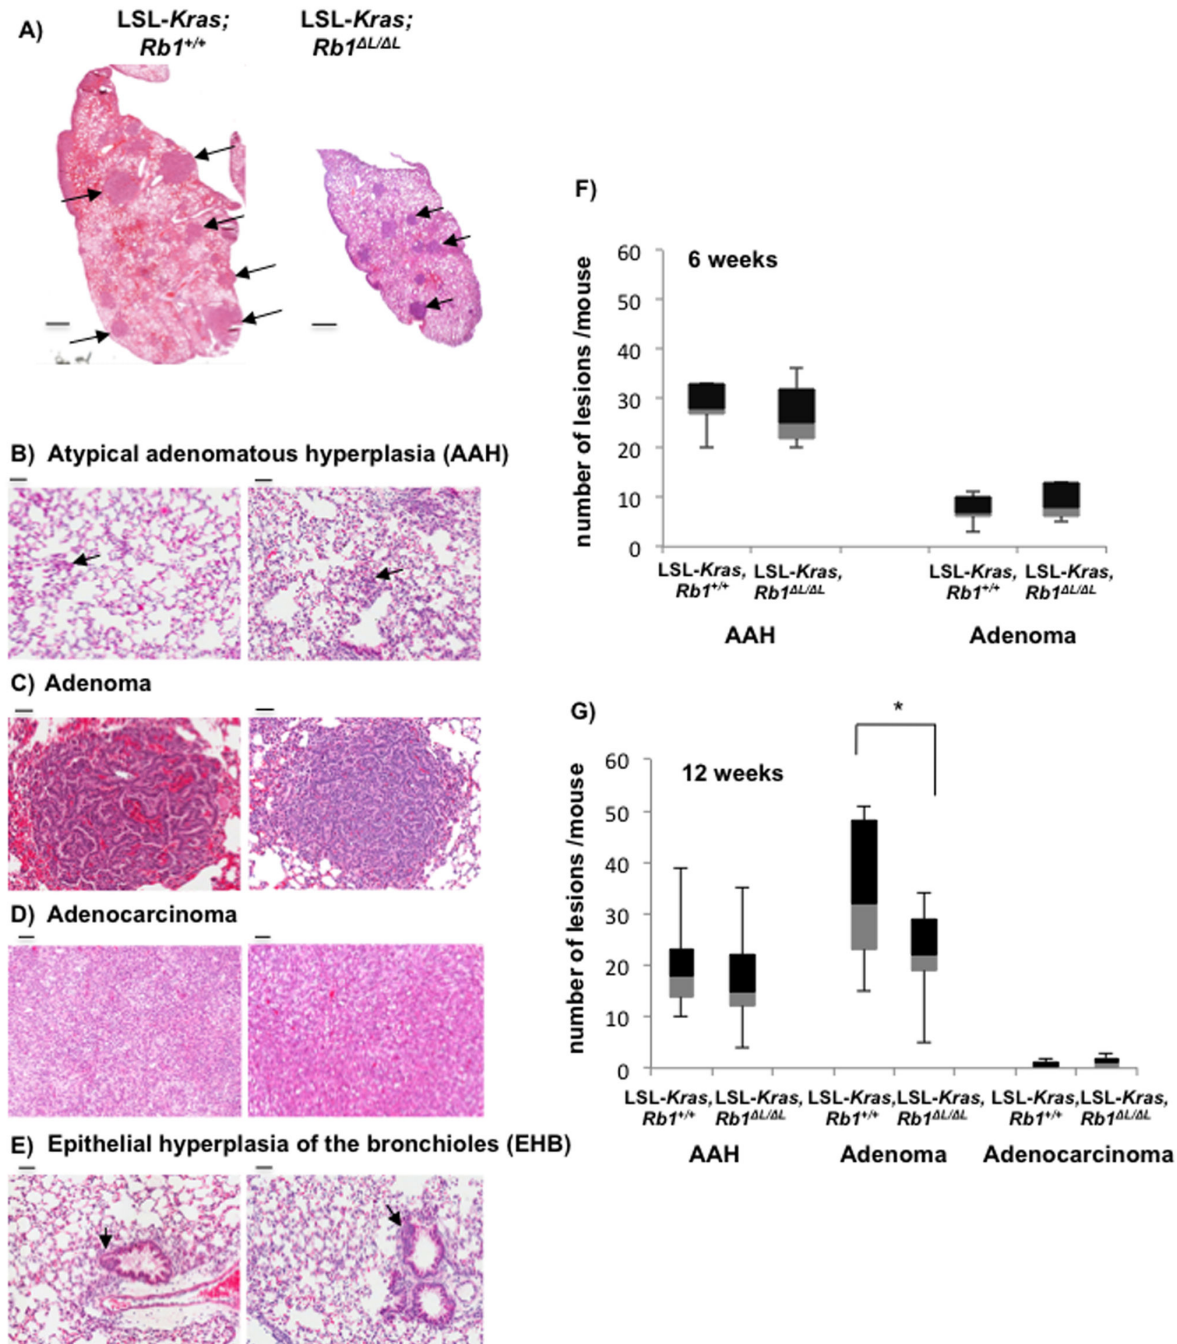 A)
LSL-Kras;
Rb1+/+
LSL-Kras;
Rb1ΔL/ΔL
B) Atypical adenomatous hyperplasia (AAH)
C) Adenoma
D) Adenocarcinoma
E) Epithelial hyperplasia of the bronchioles (EHB)
F)
6 weeks
number of lesions /mouse
60
50
40
30
20
10
0
LSL-Kras,
Rb1+/+
LSL-Kras,
Rb1ΔL/ΔL
LSL-Kras,
Rb1+/+
LSL-Kras,
Rb1ΔL/ΔL
AAH
Adenoma
G)
*
12 weeks
number of lesions /mouse
60
50
40
30
20
10
0
LSL-Kras,
Rb1+/+
LSL-Kras,
Rb1ΔL/ΔL
LSL-Kras,
Rb1+/+
LSL-Kras,
Rb1ΔL/ΔL
LSL-Kras,
Rb1+/+
LSL-Kras,
Rb1ΔL/ΔL
AAH
Adenoma
Adenocarcinoma